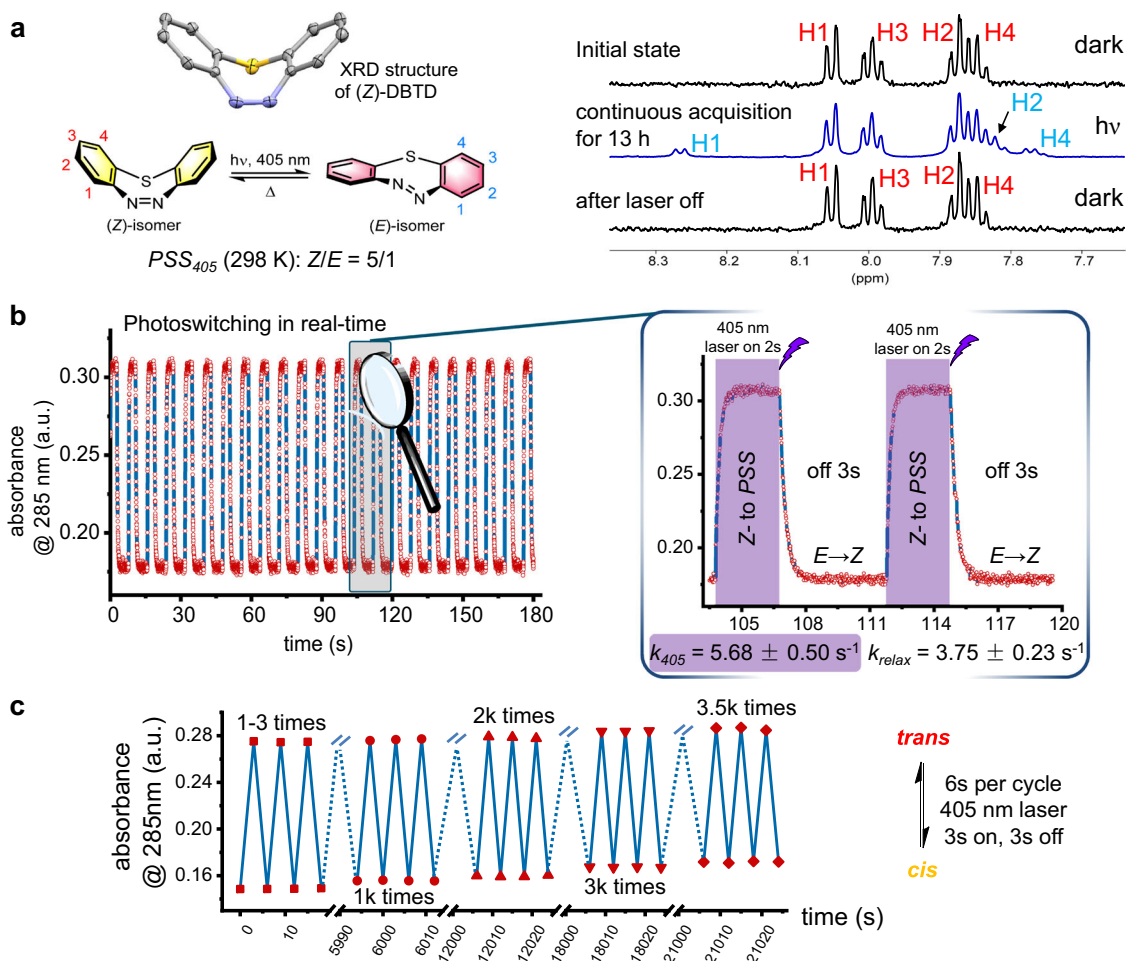 a
XRD structure
of (Z)-DBTD
3
4
2
1
S
N=N
(Z)-isomer
hν, 405 nm
Δ
S
N=N
4
3
2
1
(E)-isomer
PSS405 (298 K): Z/E = 5/1
Initial state
H1
H3
H2
H4
dark
continuous acquisition
for 13 h
H1
H2
H4
hν
after laser off
H1
H3
H2
H4
dark
8.3
8.2
8.1
8.0
7.9
7.8
7.7
(ppm)
b
Photoswitching in real-time
absorbance
@ 285 nm (a.u.)
0.30
0.25
0.20
0
30
60
90
120
150
180
time (s)
405 nm
laser on 2s
405 nm
laser on 2s
0.30
0.25
0.20
Z- to PSS
off 3s
E→Z
Z- to PSS
off 3s
E→Z
105
108
111
114
117
120
k405 = 5.68 ± 0.50 s-1
krelax = 3.75 ± 0.23 s-1
c
absorbance
@ 285nm (a.u.)
0.28
0.24
0.20
0.16
1-3 times
1k times
2k times
3k times
3.5k times
0
10
5990
6000
6010
12000
12010
12020
18000
18010
18020
21000
21010
21020
time (s)
trans
6s per cycle
405 nm laser
3s on, 3s off
cis